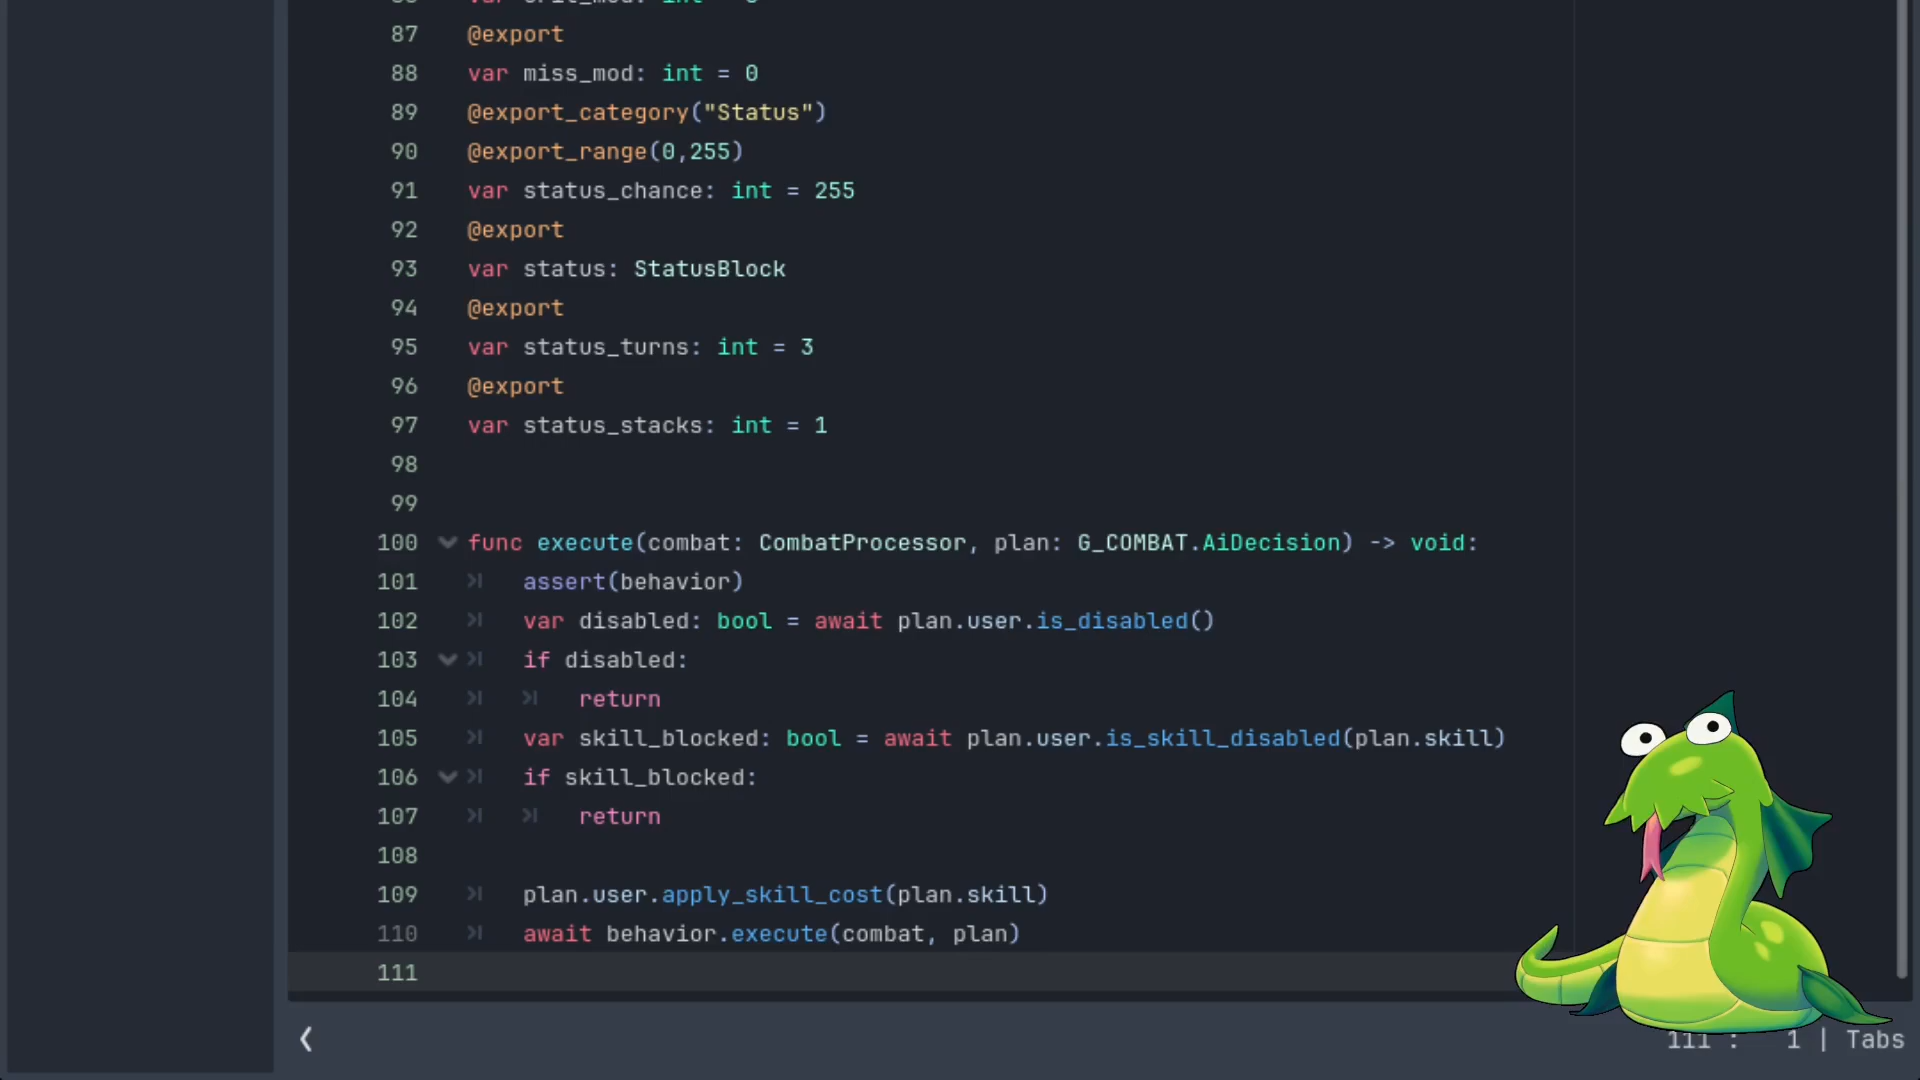 87 @export
88 var miss_mod: int = 0
89 @export_category("Status")
90 @export_range(0,255)
91 var status_chance: int = 255
92 @export
93 var status: StatusBlock
94 @export
95 var status_turns: int = 3
96 @export
97 var status_stacks: int = 1
98
99
100 func execute(combat: CombatProcessor, plan: G_COMBAT.AiDecision) -> void:
101 assert(behavior)
102 var disabled: bool = await plan.user.is_disabled()
103 if disabled:
104 return
105 var skill_blocked: bool = await plan.user.is_skill_disabled(plan.skill)
106 if skill_blocked:
107 return
108
109 plan.user.apply_skill_cost(plan.skill)
110 await behavior.execute(combat, plan)
111
111 : 1 | Tabs